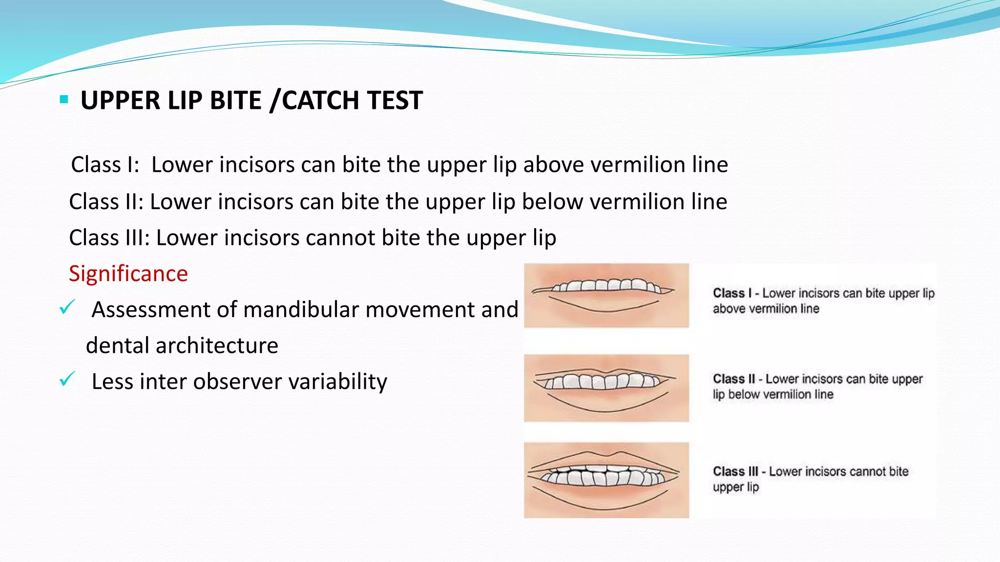 UPPER LIP BITE /CATCH TEST
Class I: Lower incisors can bite the upper lip above vermilion line
Class II: Lower incisors can bite the upper lip below vermilion line
Class III: Lower incisors cannot bite the upper lip
Significance
Assessment of mandibular movement and
dental architecture
Less inter observer variability
Class I - Lower incisors can bite upper lip
above vermilion line
Class II - Lower incisors can bite upper
lip below vermilion line
Class III - Lower incisors cannot bite
upper lip